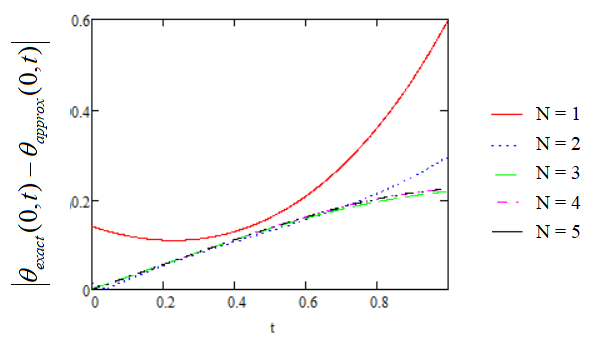 |θexact(0,t) − θapprox(0,t)|
0.6
0.4
0.2
0
0 0.2 0.4 0.6 0.8
t
N = 1
N = 2
N = 3
N = 4
N = 5